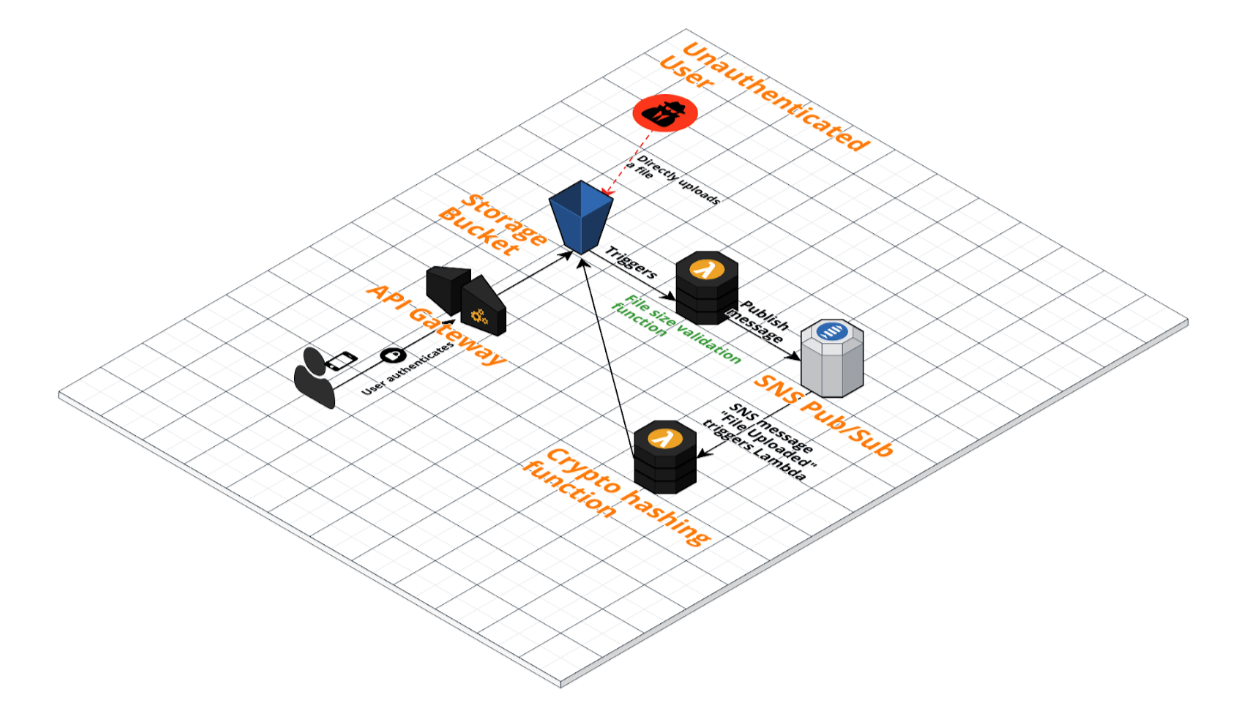 Unauthenticated
User
Directly uploads
a file
Storage
Bucket
Triggers
API Gateway
File size validation
function
Publish
message
User authenticates
SNS Pub/Sub
SNS message
"File Uploaded"
triggers Lambda
Crypto hashing
function